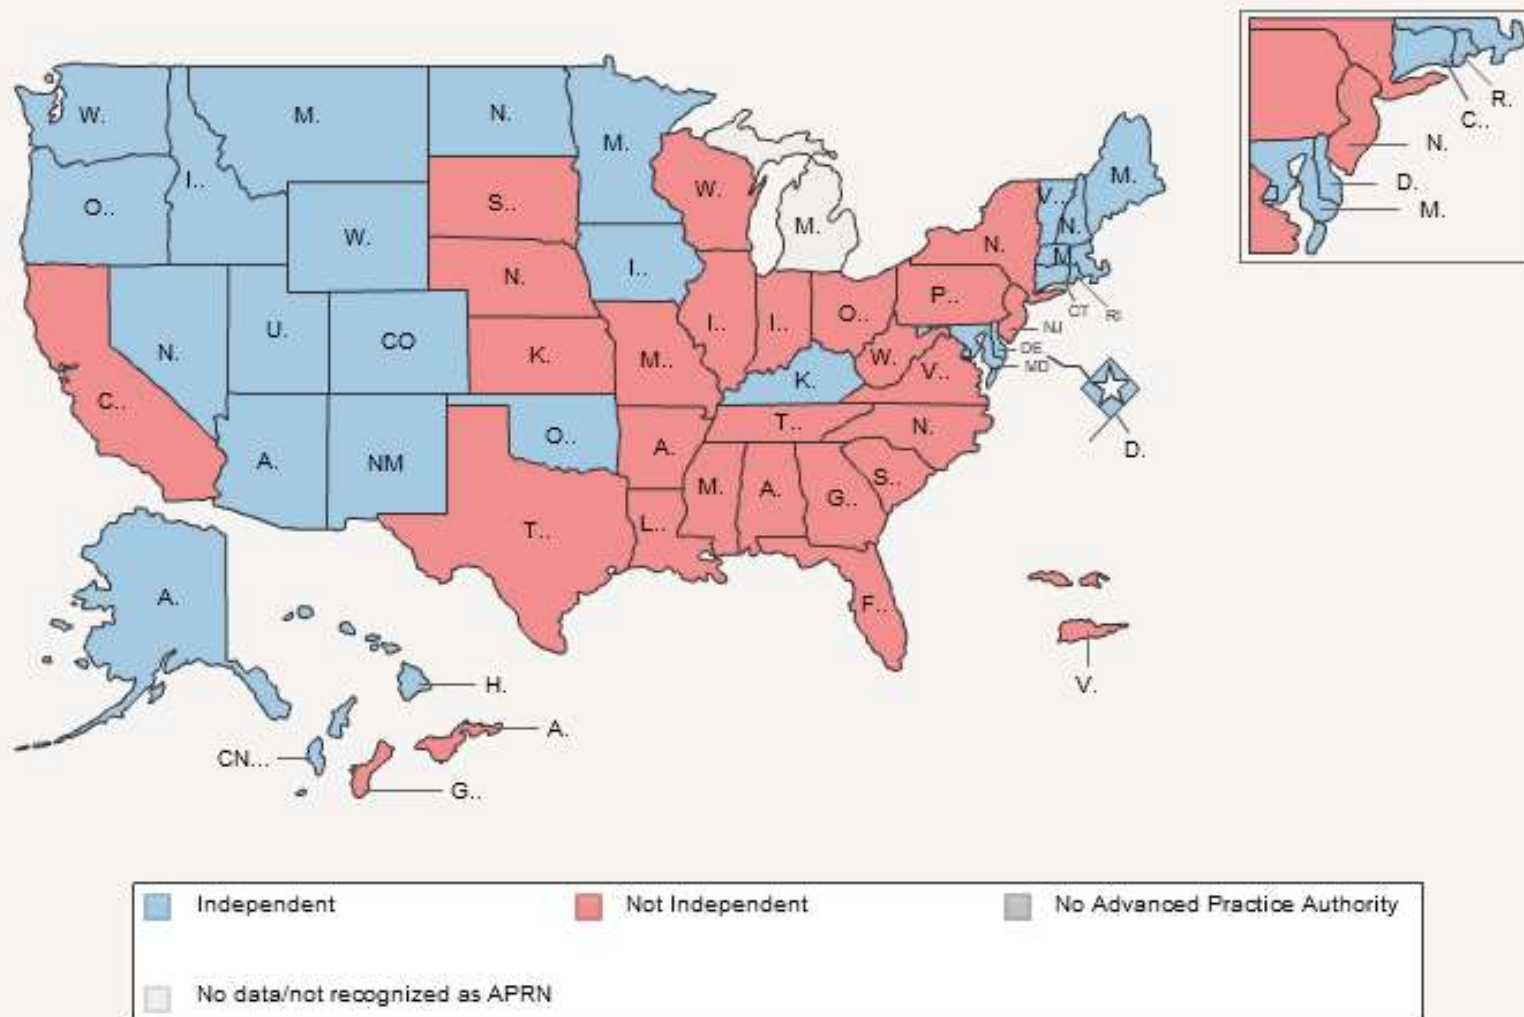 W.
M.
N.
M.
O..
I..
W.
S..
W.
M.
N.
I..
N.
U.
CO
K.
M..
I..
I..
O..
P..
N.
V..
N.
M.
M
CT
RI
NJ
DE
MD
D.
C..
A.
NM
O..
A.
T..
K.
W.
V..
N.
T..
L..
M.
A.
G..
S..
F..
A.
H.
A.
CN...
G..
V.
R.
C..
N.
D.
M.
Independent
Not Independent
No Advanced Practice Authority
No data/not recognized as APRN